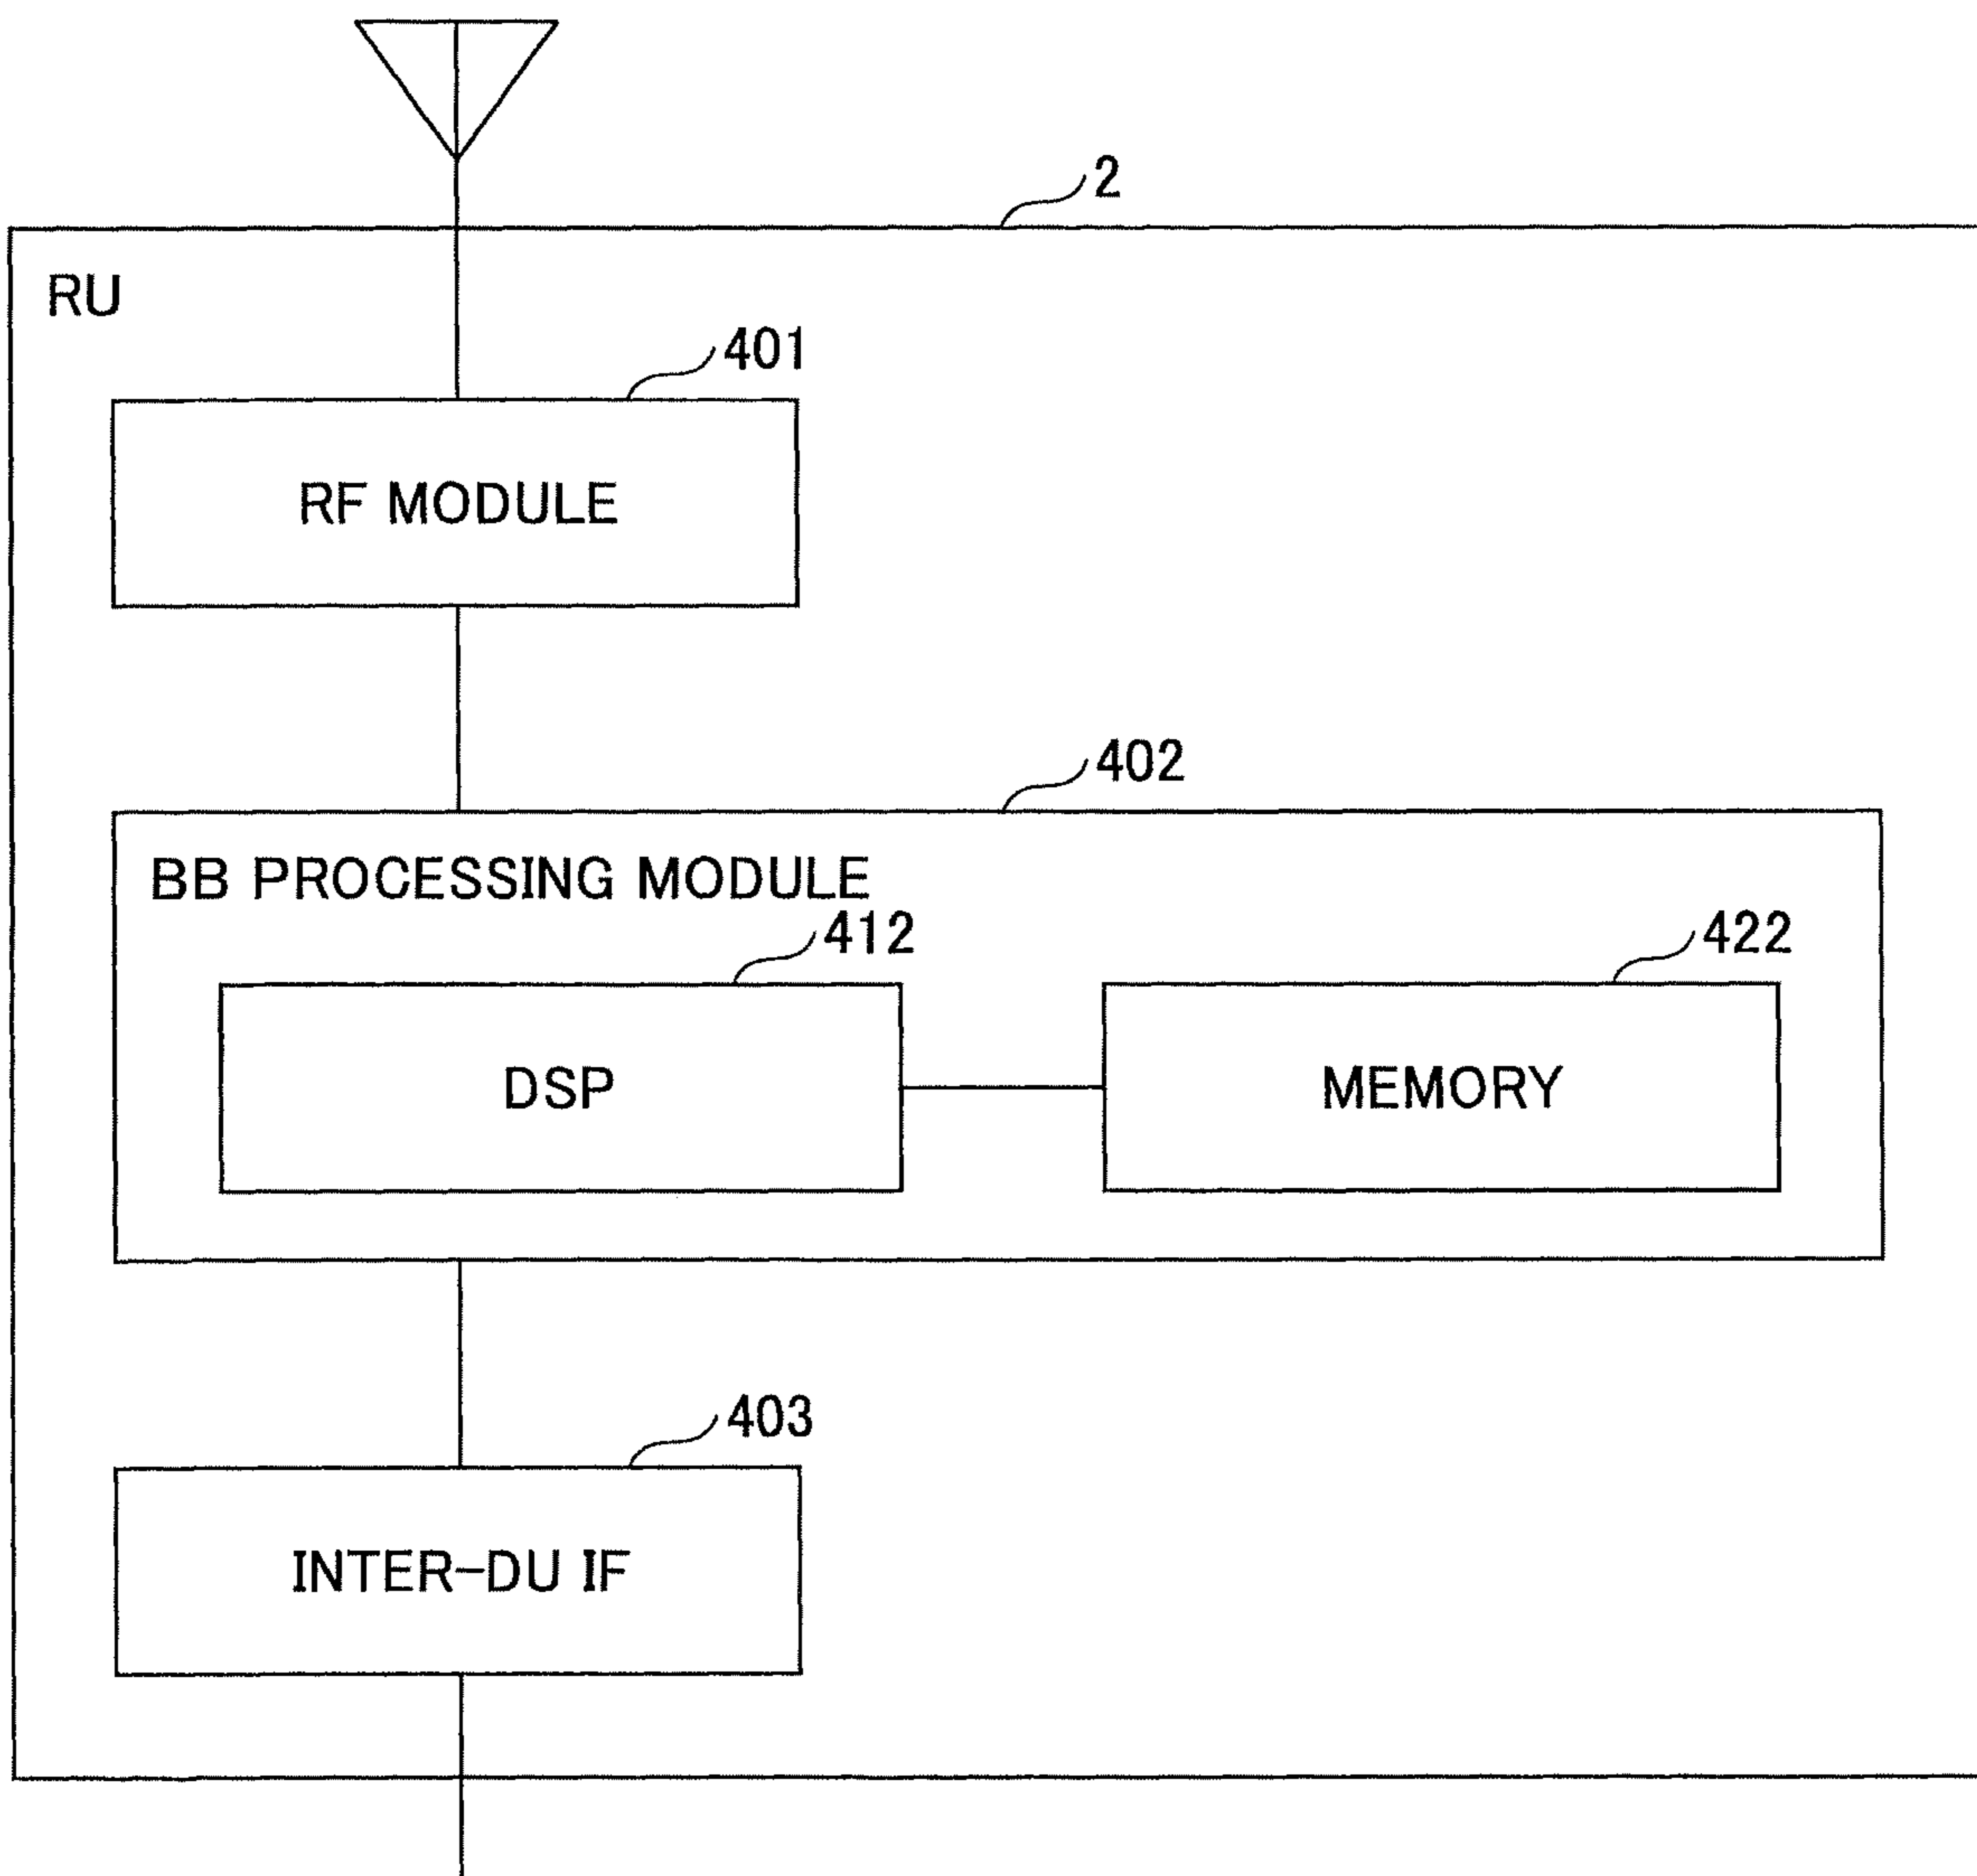 2
RU
401
RF MODULE
402
BB PROCESSING MODULE
412
422
DSP
MEMORY
403
INTER-DU IF